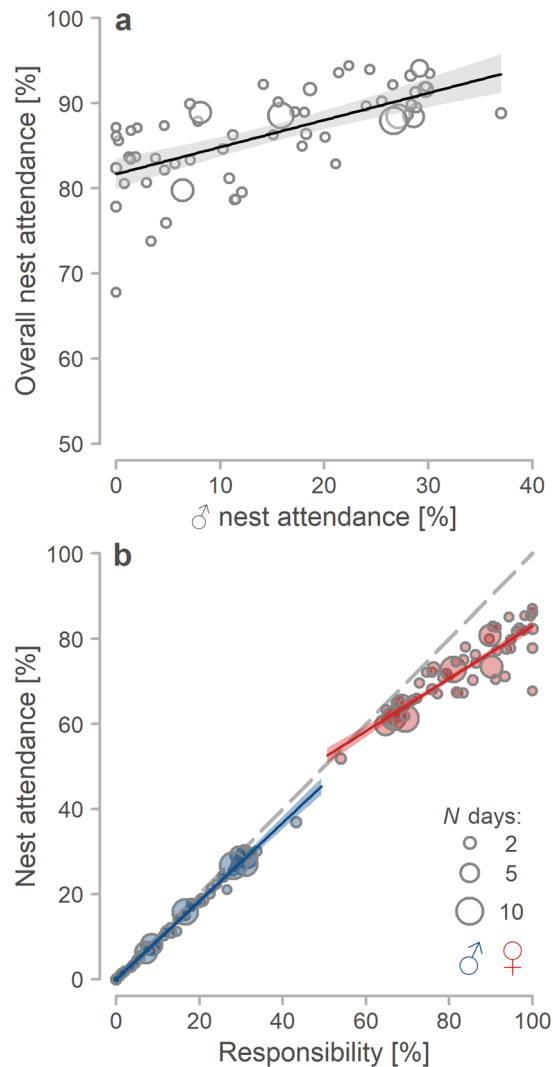 a
Overall nest attendance [%]
100
90
80
70
60
50
0 10 20 30 40
♂ nest attendance [%]
b
Nest attendance [%]
100
80
60
40
20
0
N days:
2
5
10
♂ ♀
0 20 40 60 80 100
Responsibility [%]